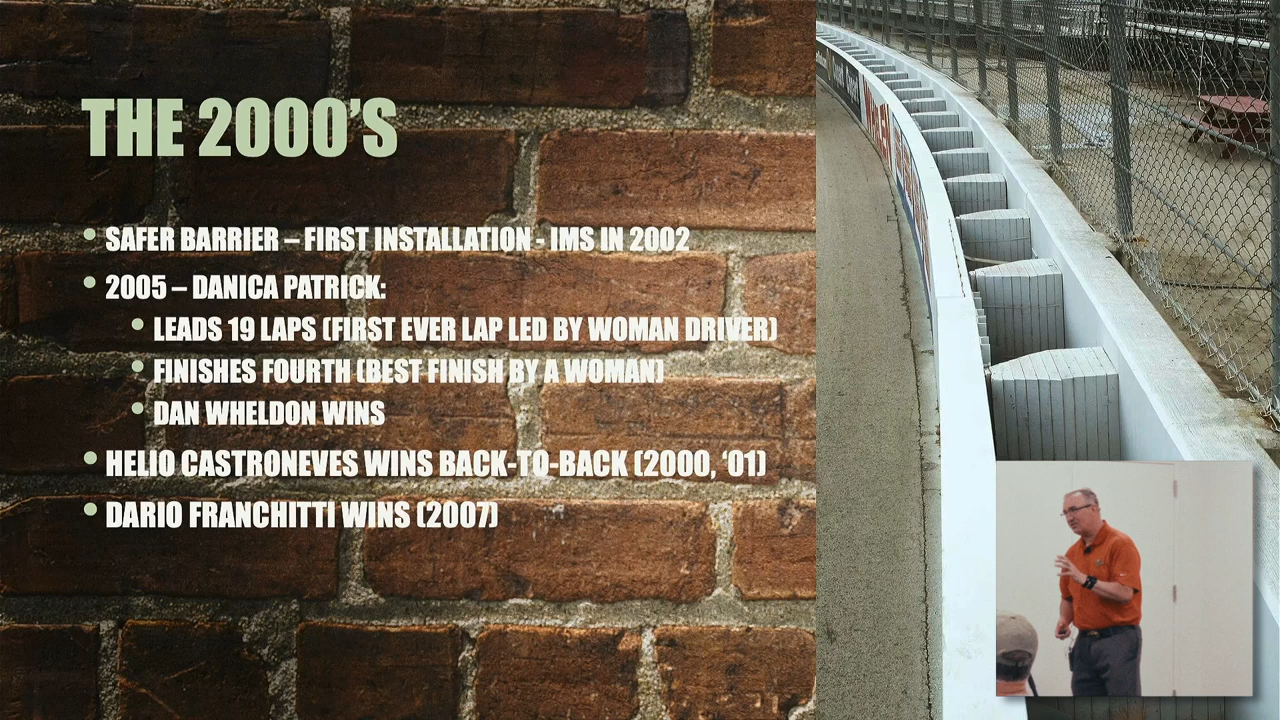 THE 2000'S
• SAFER BARRIER – FIRST INSTALLATION - IMS IN 2002
• 2005 – DANICA PATRICK:
• LEADS 19 LAPS (FIRST EVER LAP LED BY WOMAN DRIVER)
• FINISHES FOURTH (BEST FINISH BY A WOMAN)
• DAN WHELDON WINS
• HELIO CASTRONEVES WINS BACK-TO-BACK (2000, ‘01)
• DARIO FRANCHITTI WINS (2007)